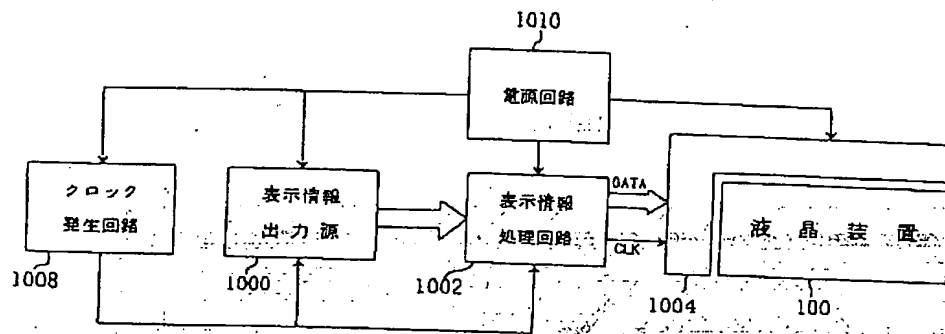 1010
電源回路
クロック
発生回路
表示情報
出力源
表示情報
処理回路
DATA
CLK
液晶装置
1008
1000
1002
1004
100